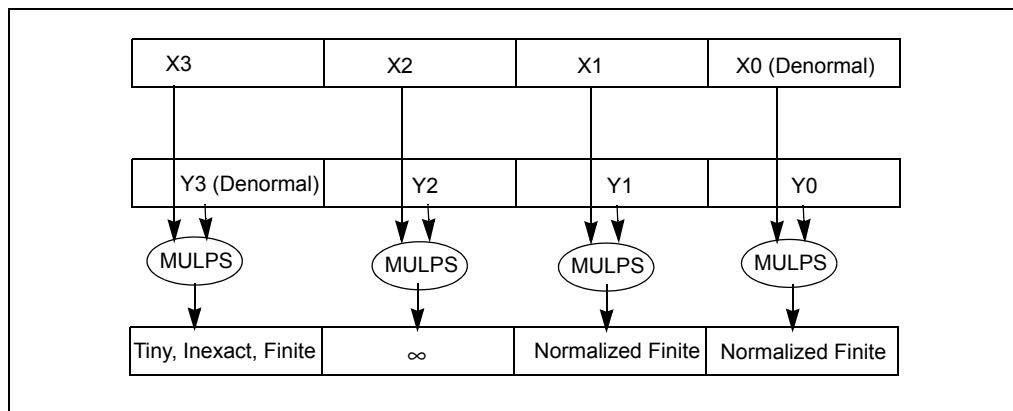 X3 X2 X1 X0 (Denormal)
Y3 (Denormal) Y2 Y1 Y0
MULPS MULPS MULPS MULPS
Tiny, Inexact, Finite ∞ Normalized Finite Normalized Finite